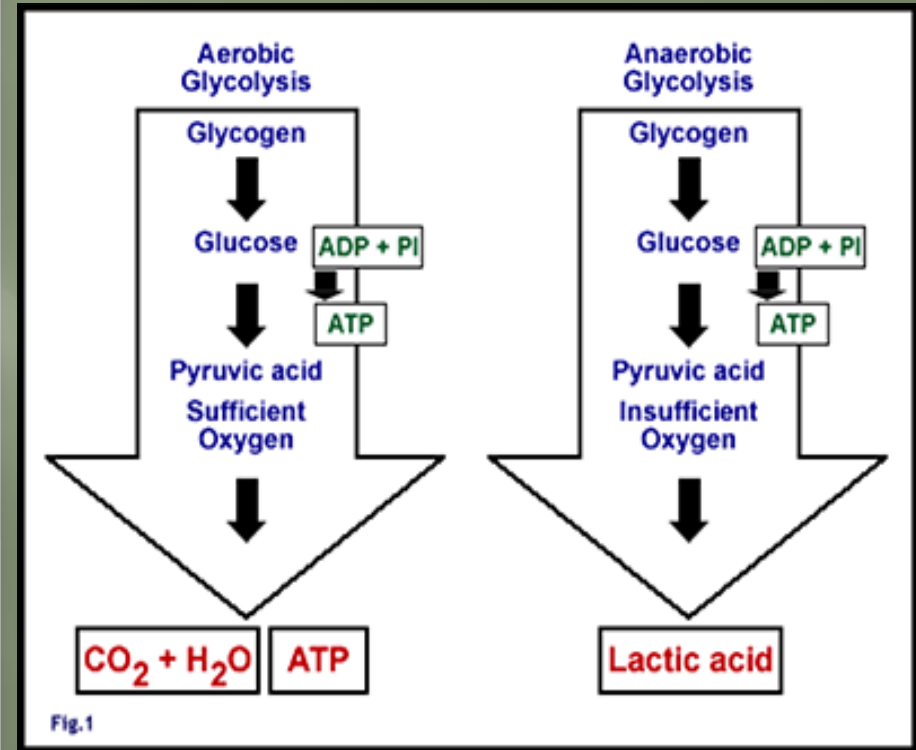 Aerobic
Glycolysis
Glycogen
Glucose
ADP + PI
ATP
Pyruvic acid
Sufficient
Oxygen
CO₂ + H₂O
ATP
Anaerobic
Glycolysis
Glycogen
Glucose
ADP + PI
ATP
Pyruvic acid
Insufficient
Oxygen
Lactic acid
Fig.1